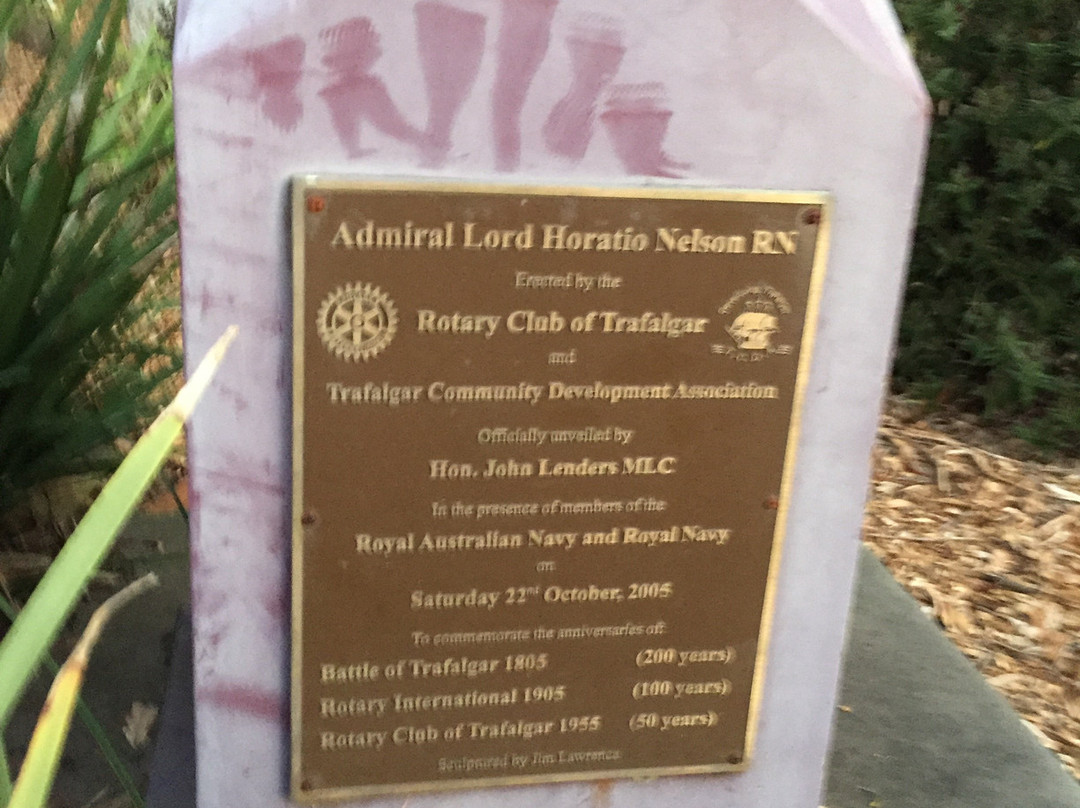 Admiral Lord Horatio Nelson RN
Erected by the
Rotary Club of Trafalgar
and
Trafalgar Community Development Association
Officially unveiled by
Hon. John Lenders MLC
In the presence of members of the
Royal Australian Navy and Royal Navy
on
Saturday 22nd October, 2005
To commemorate the anniversaries of:
Battle of Trafalgar 1805 (200 years)
Rotary International 1905 (100 years)
Rotary Club of Trafalgar 1955 (50 years)
Sculptured by Jim Lawrence